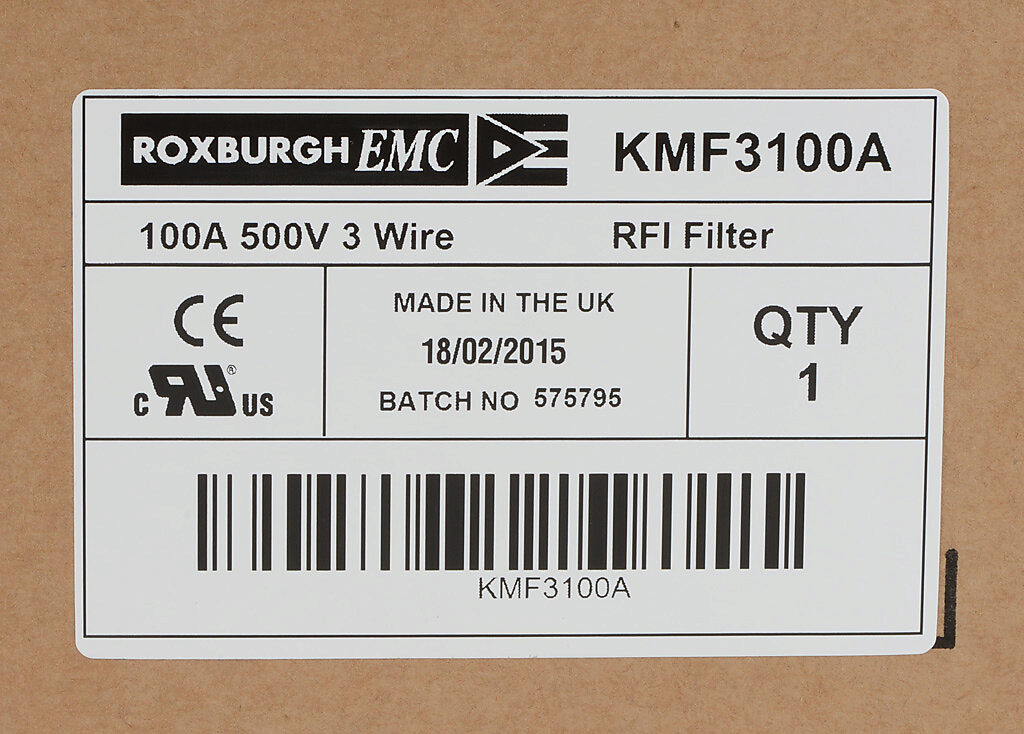 ROXBURGH EMC KMF3100A
100A 500V 3 Wire RFI Filter
CE
C RU ® US
MADE IN THE UK
18/02/2015
BATCH NO 575795
QTY
1
KMF3100A